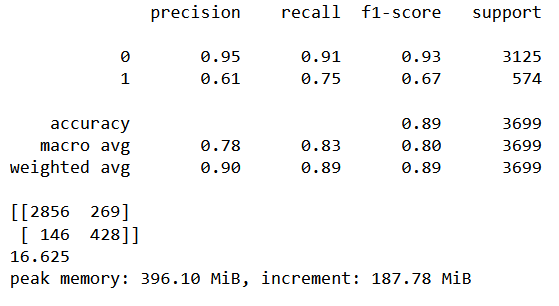 precision recall f1-score support
0 0.95 0.91 0.93 3125
1 0.61 0.75 0.67 574
accuracy 0.89 3699
macro avg 0.78 0.83 0.80 3699
weighted avg 0.90 0.89 0.89 3699
[[2856 269]
[ 146 428]]
16.625
peak memory: 396.10 MiB, increment: 187.78 MiB